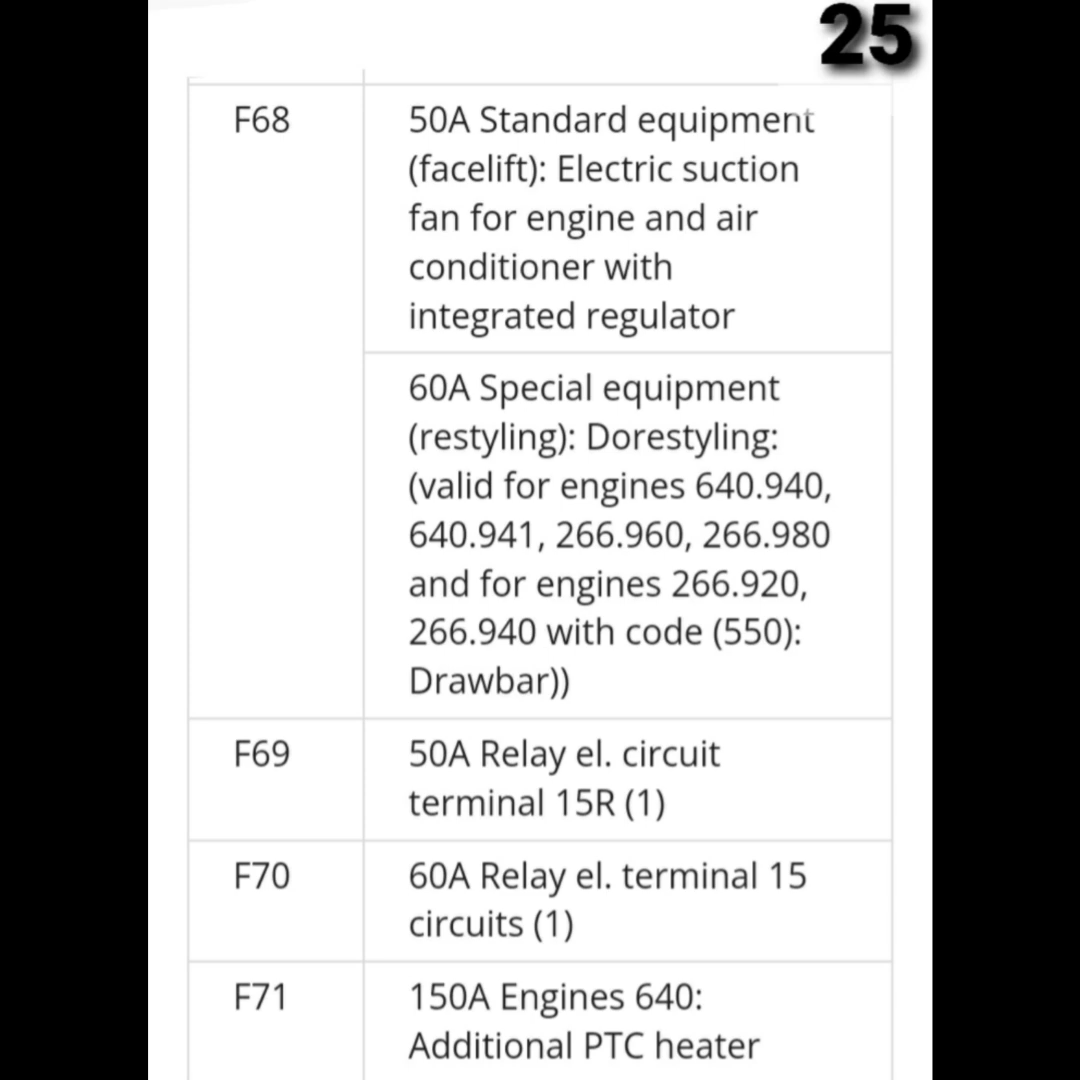 25
F68
50A Standard equipment
(facelift): Electric suction
fan for engine and air
conditioner with
integrated regulator
60A Special equipment
(restyling): Dorestyling:
(valid for engines 640.940,
640.941, 266.960, 266.980
and for engines 266.920,
266.940 with code (550):
Drawbar))
F69
50A Relay el. circuit
terminal 15R (1)
F70
60A Relay el. terminal 15
circuits (1)
F71
150A Engines 640:
Additional PTC heater